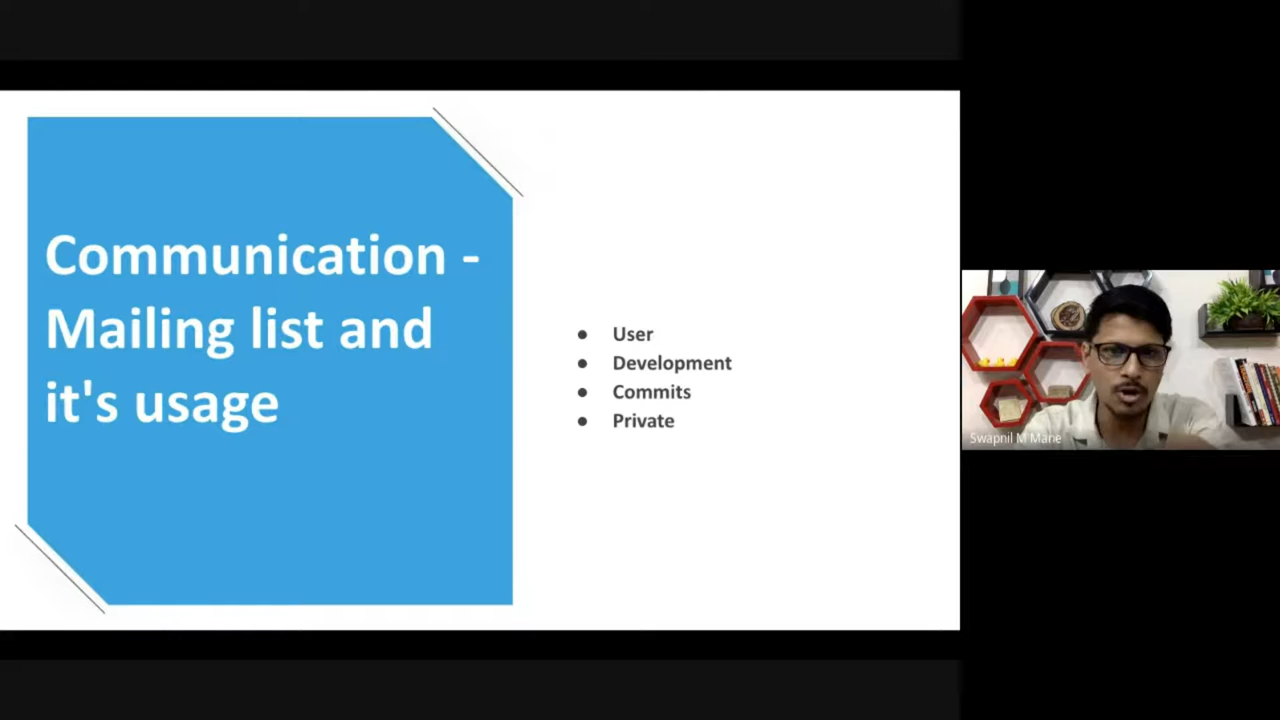 Communication -
Mailing list and
it's usage
● User
● Development
● Commits
● Private
Swapnil M Mane